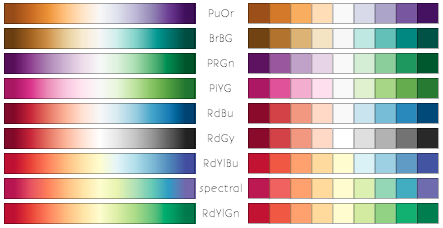 PuOr
BrBG
PRGn
PIYG
RdBu
RdGy
RdYlBu
spectral
RdYlGn